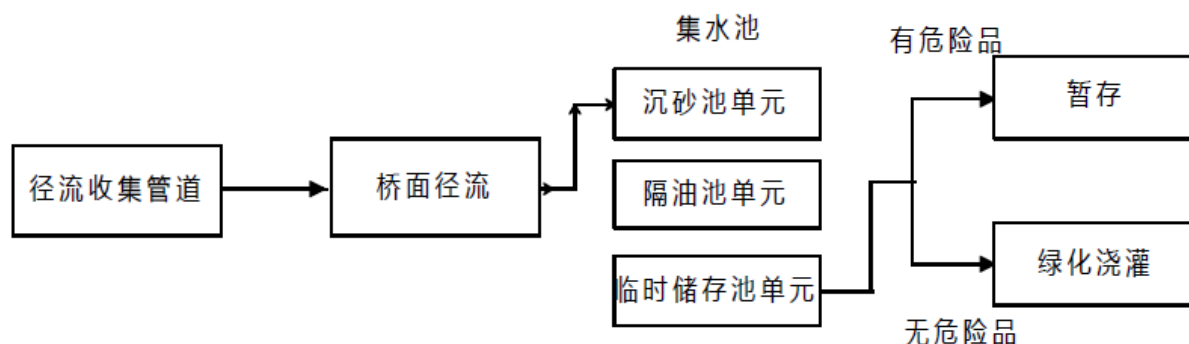 集水池
有危险品
沉砂池单元
暂存
径流收集管道
桥面径流
隔油池单元
临时储存池单元
绿化浇灌
无危险品